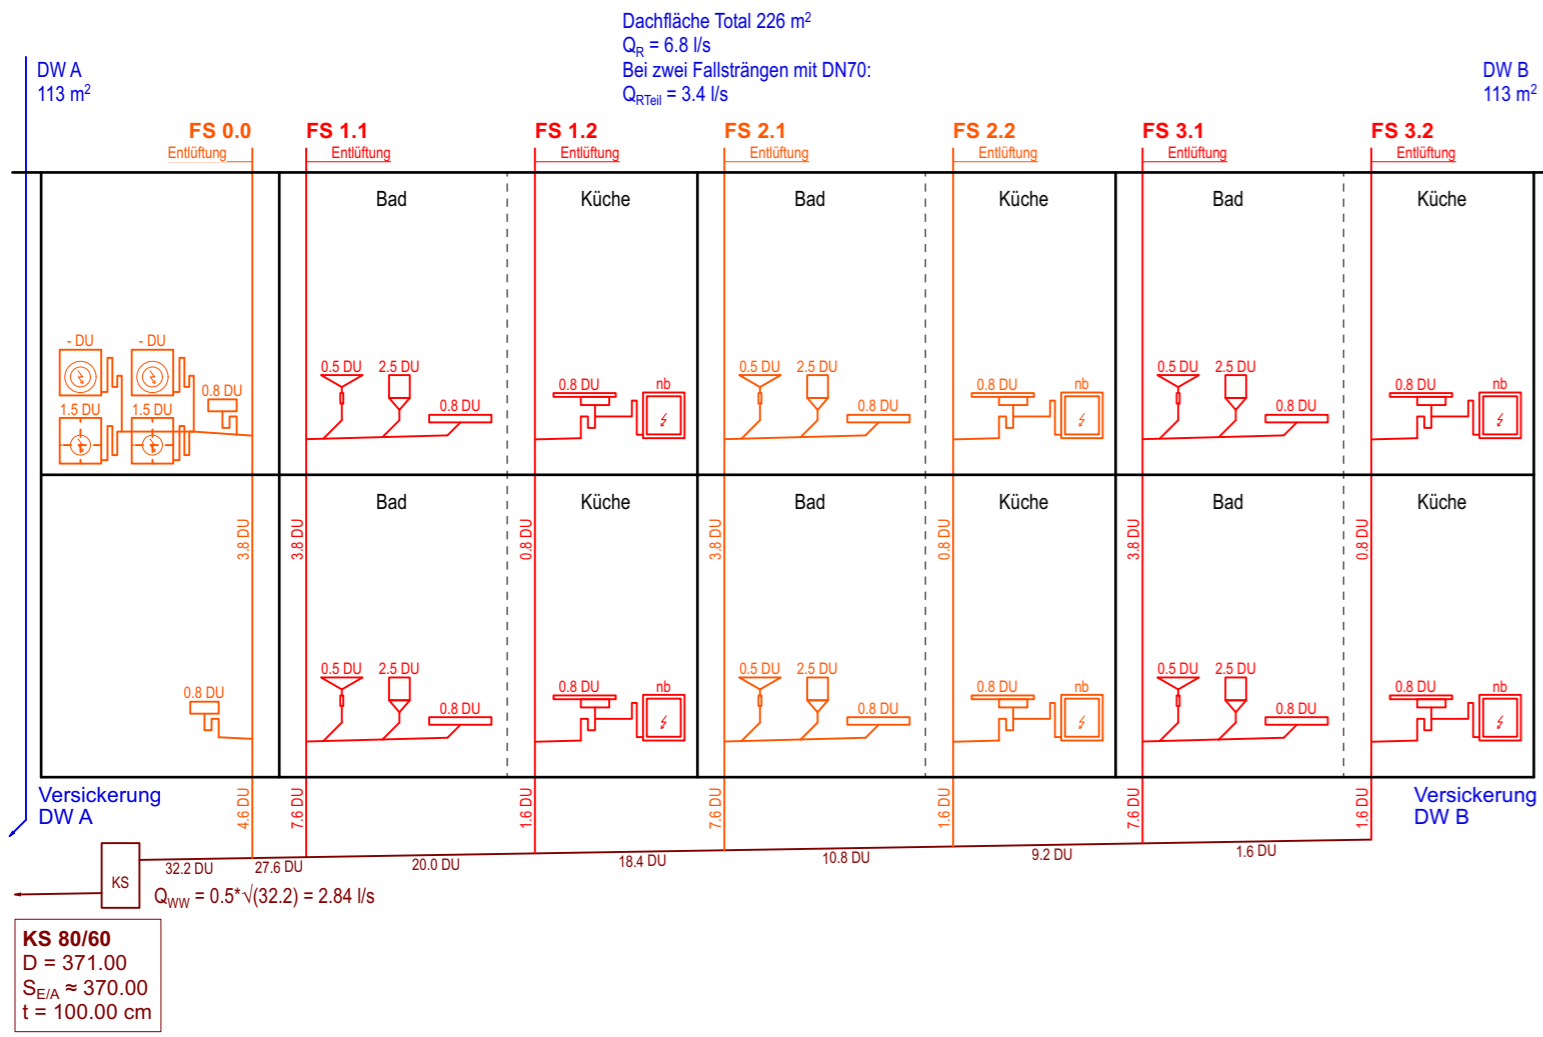 Dachfläche Total 226 m²
Q_R = 6.8 l/s
Bei zwei Fallsträngen mit DN70:
Q_RTeil = 3.4 l/s
DW A
113 m²
DW B
113 m²
FS 0.0
Entlüftung
FS 1.1
Entlüftung
FS 1.2
Entlüftung
FS 2.1
Entlüftung
FS 2.2
Entlüftung
FS 3.1
Entlüftung
FS 3.2
Entlüftung
Bad
Küche
Bad
Küche
Bad
Küche
- DU
- DU
0.8 DU
1.5 DU
1.5 DU
0.5 DU
2.5 DU
0.8 DU
0.8 DU
nb
0.5 DU
2.5 DU
0.8 DU
0.8 DU
nb
0.5 DU
2.5 DU
0.8 DU
0.8 DU
nb
Bad
Küche
Bad
Küche
Bad
Küche
3.8 DU
3.8 DU
0.8 DU
3.8 DU
0.8 DU
3.8 DU
0.8 DU
0.8 DU
0.5 DU
2.5 DU
0.8 DU
0.8 DU
nb
0.5 DU
2.5 DU
0.8 DU
0.8 DU
nb
0.5 DU
2.5 DU
0.8 DU
0.8 DU
nb
Versickerung
DW A
Versickerung
DW B
4.6 DU
7.6 DU
1.6 DU
7.6 DU
1.6 DU
7.6 DU
1.6 DU
32.2 DU
27.6 DU
20.0 DU
18.4 DU
10.8 DU
9.2 DU
1.6 DU
KS
Q_WW = 0.5*√(32.2) = 2.84 l/s
KS 80/60
D = 371.00
S_E/A ≈ 370.00
t = 100.00 cm